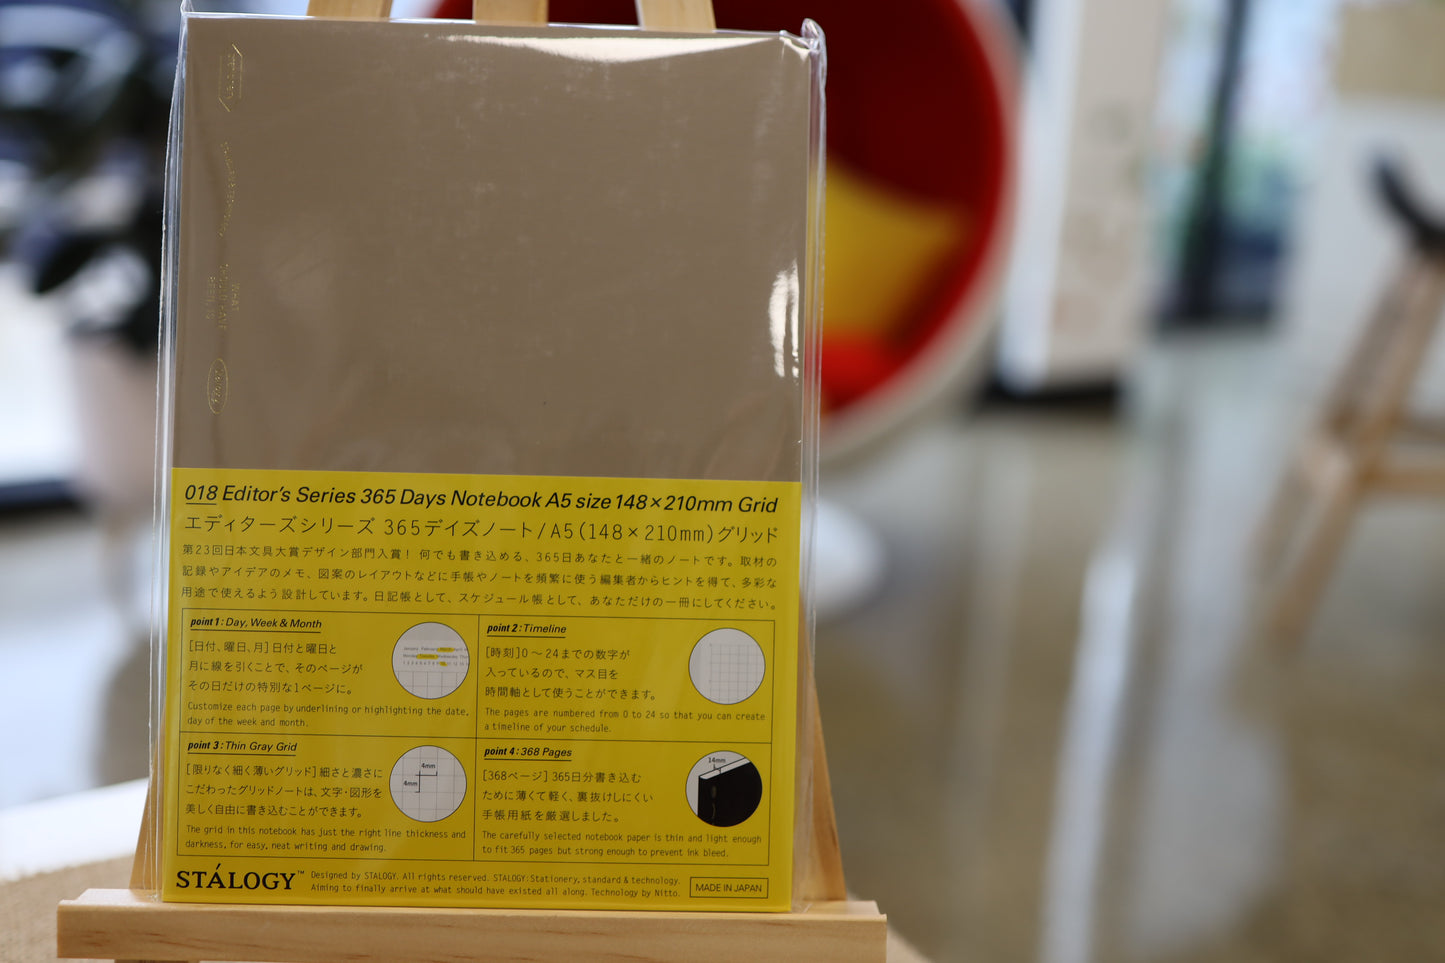 018 Editor's Series 365 Days Notebook A5 size 148×210mm Grid
エディターズシリーズ 365デイズノート/A5(148×210mm)グリッド
第23回日本文具大賞デザイン部門入賞! 何でも書き込める、365日あなたと一緒のノートです。取材の
記録やアイデアのメモ、図案のレイアウトなどに手帳やノートを頻繁に使う編集者からヒントを得て、多彩な
用途で使えるよう設計しています。日記帳として、スケジュール帳として、あなただけの一冊にしてください。
point 1 : Day, Week & Month
[日付、曜日、月]日付と曜日と
月に線を引くことで、そのページが
その日だけの特別な1ページに。
Customize each page by underlining or highlighting the date,
day of the week and month.
point 2 : Timeline
[時刻]0～24までの数字が
入っているので、マス目を
時間軸として使うことができます。
The pages are numbered from 0 to 24 so that you can create
a timeline of your schedule.
point 3 : Thin Gray Grid
[限りなく細く薄いグリッド]細さと濃さに
こだわったグリッドノートは、文字・図形を
美しく自由に書き込むことができます。
The grid in this notebook has just the right line thickness and
darkness, for easy, neat writing and drawing.
4mm
4mm
point 4 : 368 Pages
[368ページ]365日分書き込む
ために薄くて軽く、裏抜けしにくい
手帳用紙を厳選しました。
The carefully selected notebook paper is thin and light enough
to fit 365 pages but strong enough to prevent ink bleed.
14mm
STÁLOGY™
Designed by STALOGY. All rights reserved. STALOGY:Stationery, standard & technology.
Aiming to finally arrive at what should have existed all along. Technology by Nitto.
MADE IN JAPAN